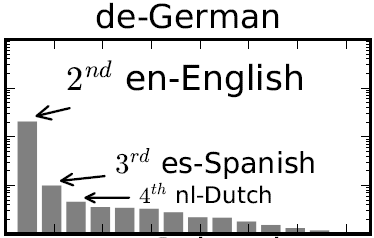 de-German
2nd en-English
3rd es-Spanish
4th nl-Dutch